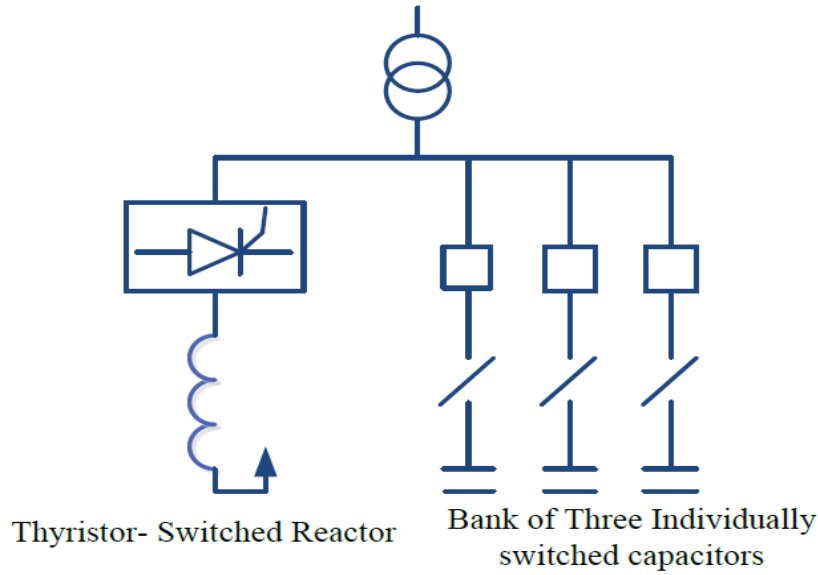 Thyristor- Switched Reactor
Bank of Three Individually
switched capacitors